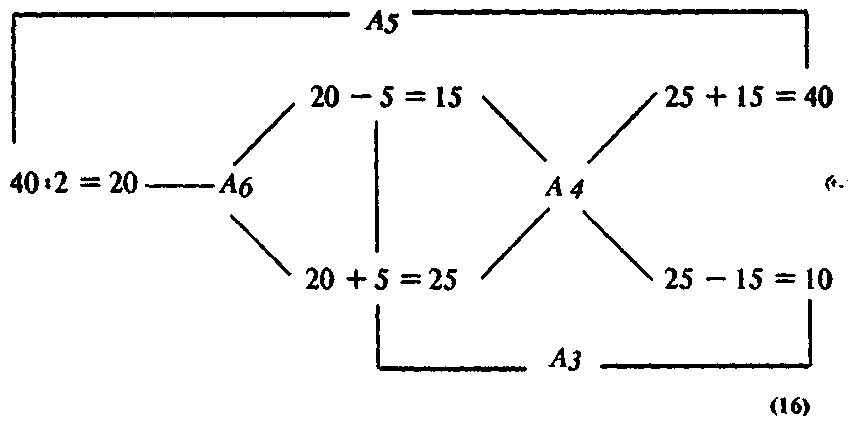 A5
20 − 5 = 15 25 + 15 = 40
40:2 = 20 A6 A4
20 + 5 = 25 25 − 15 = 10
A3
(16)